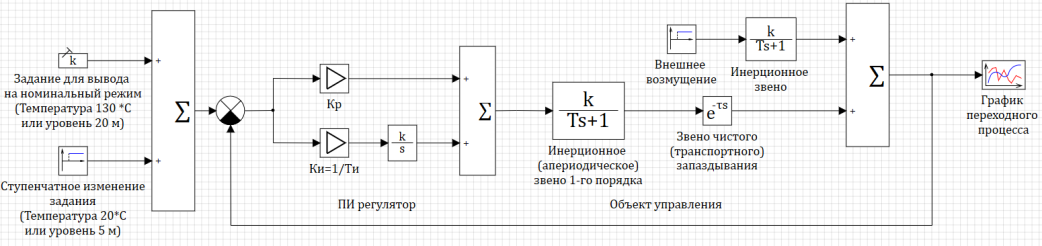 k
Задание для вывода
на номинальный режим
(Температура 130 *С
или уровень 20 м)
Ступенчатое изменение
задания
(Температура 20*С
или уровень 5 м)
+
+
Σ
Кр
Ки=1/Ти
k
s
ПИ регулятор
+
+
Σ
k
Ts+1
Инерционное
(апериодическое)
звено 1-го порядка
Объект управления
Внешнее
возмущение
k
Ts+1
Инерционное
звено
e^-τs
Звено чистого
(транспортного)
запаздывания
+
+
Σ
График
переходного
процесса